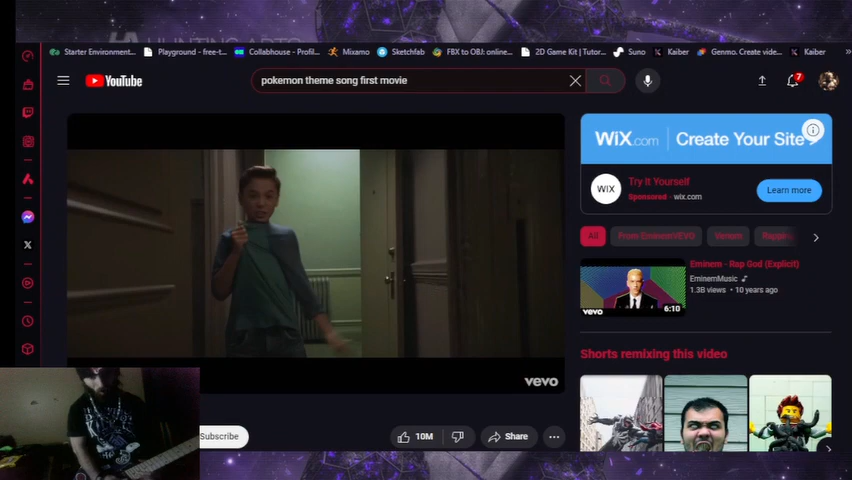 HUNTING ARTS
Starter Environment... Playground - free-t... Collabhouse - Profil... Mixamo Sketchfab FBX to OBJ: online... 2D Game Kit | Tutor... Suno Kaiber Genmo. Create vide... Kaiber »
YouTube
pokemon theme song first movie
7
WiX.com | Create Your Site
WIX
Try It Yourself
Sponsored · wix.com
Learn more
All From EminemVEVO Verses
Eminem - Rap God (Explicit)
EminemMusic
1.3B views • 10 years ago
vevo
6:10
Shorts remixing this video
vevo
Subscribe
10M
Share